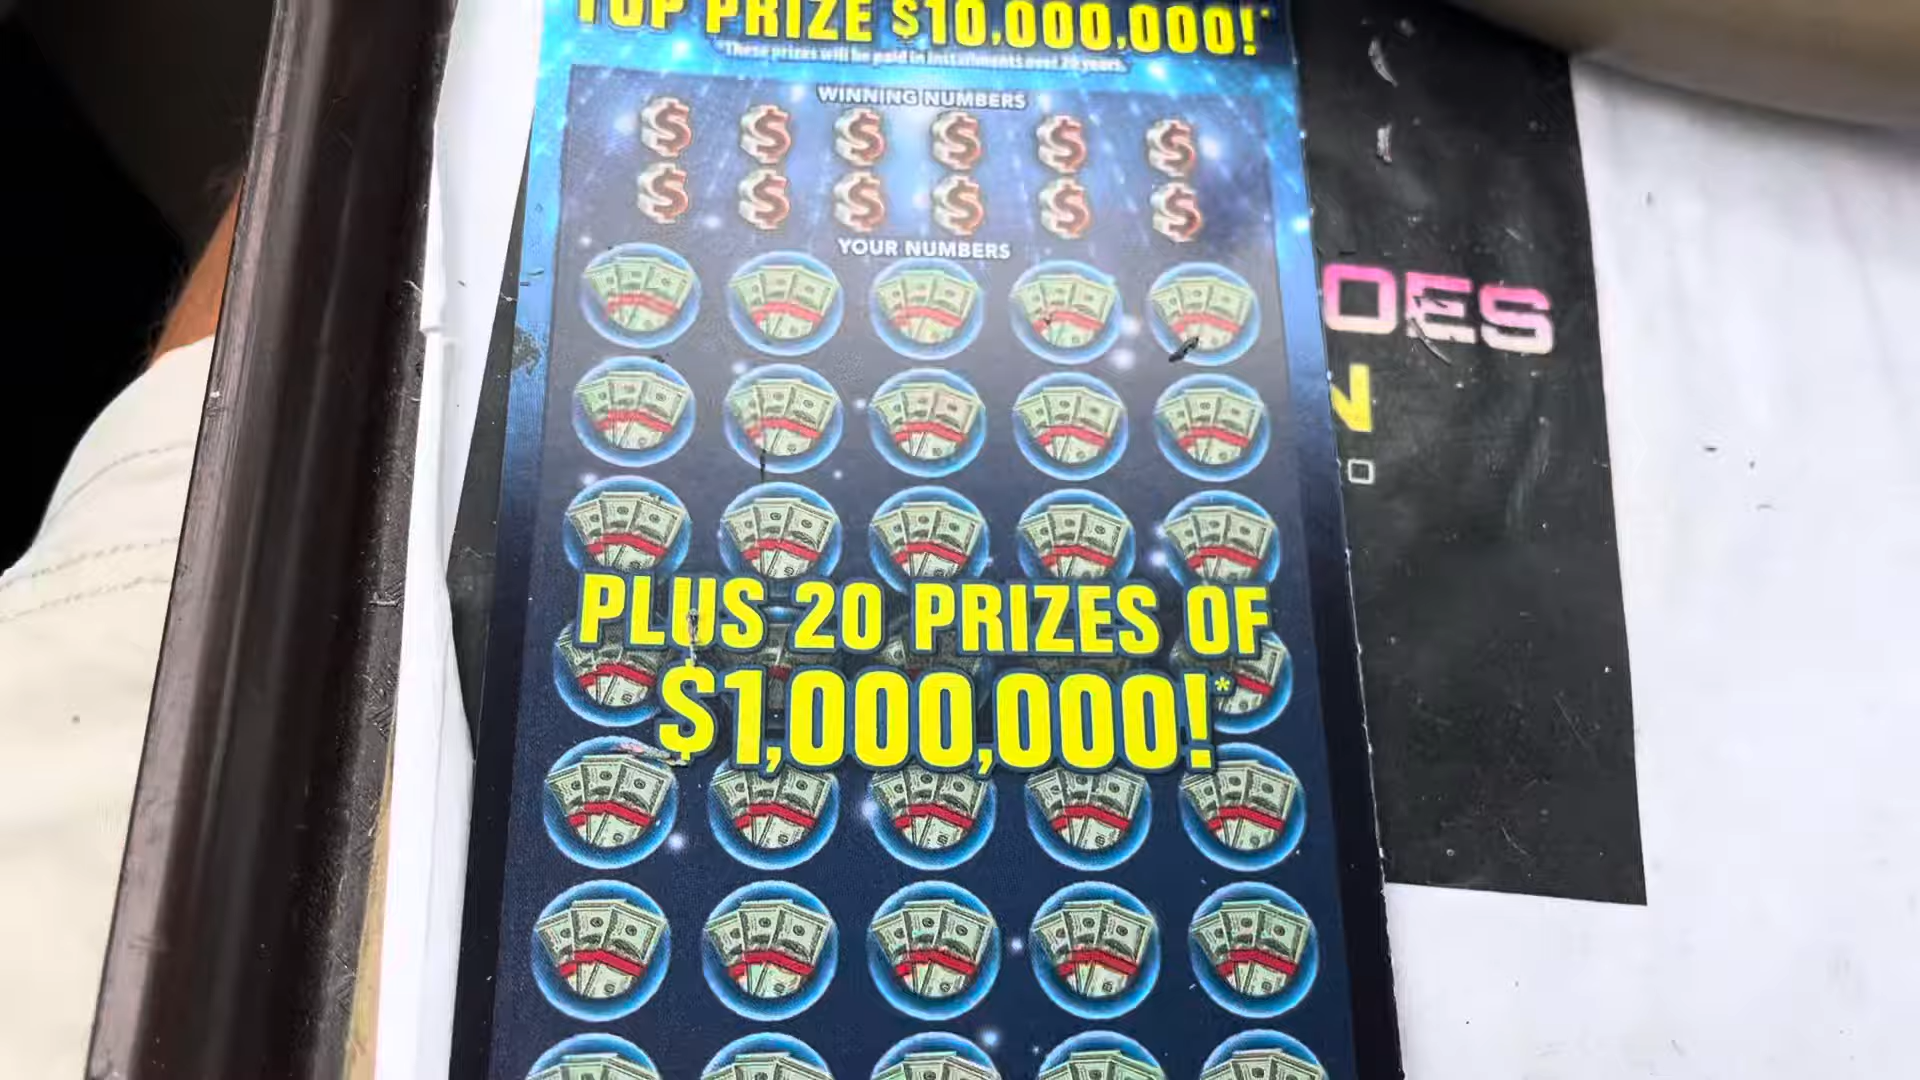 TOP PRIZE $10,000,000!*
*These prizes will be paid in installments over 20 years.
WINNING NUMBERS
YOUR NUMBERS
PLUS 20 PRIZES OF
$1,000,000!*
OES
N